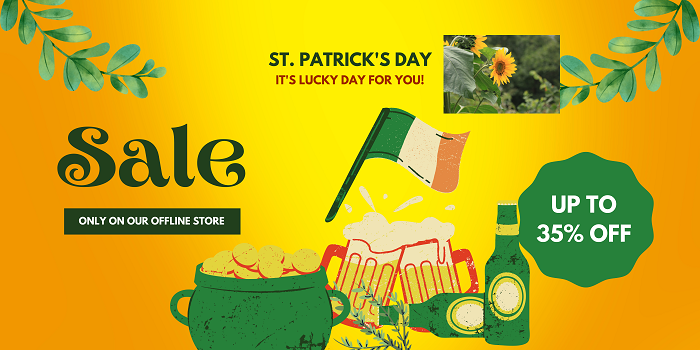 ST. PATRICK'S DAY
IT'S LUCKY DAY FOR YOU!
Sale
ONLY ON OUR OFFLINE STORE
UP TO
35% OFF